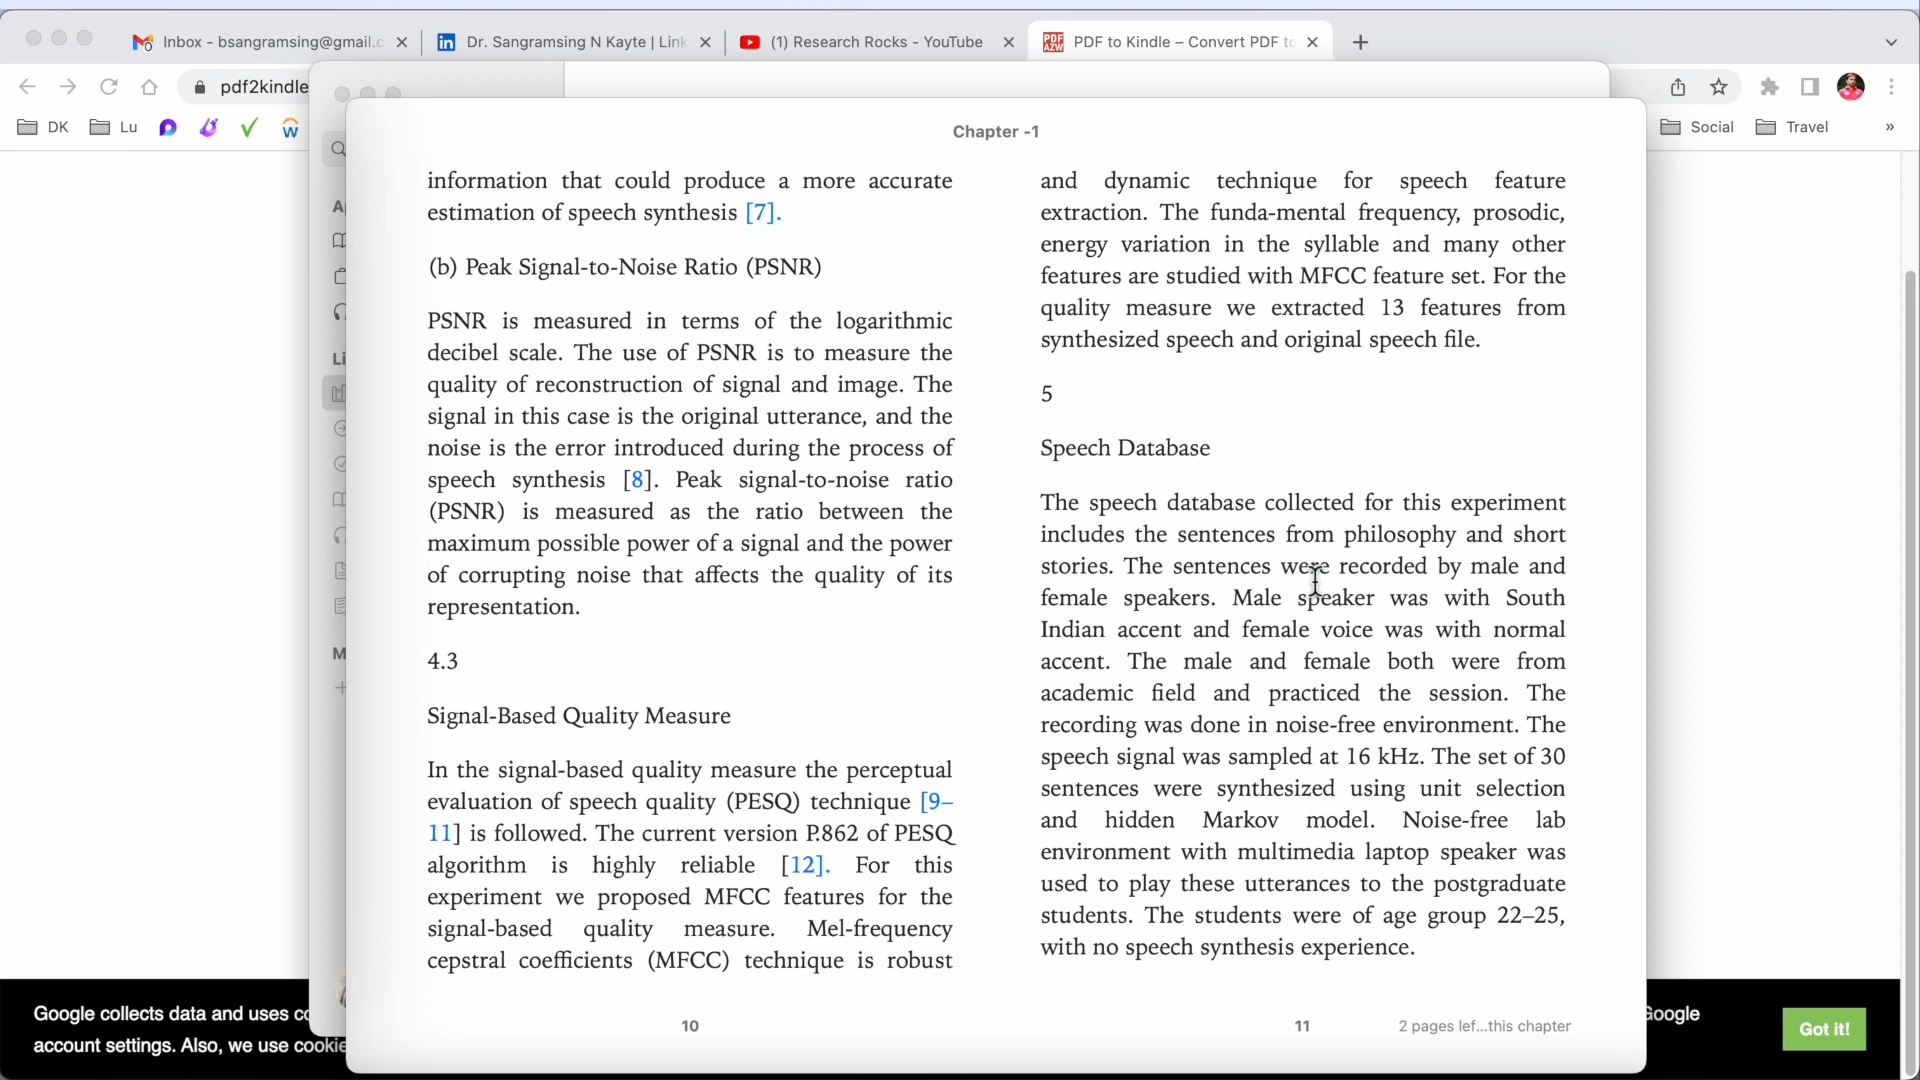 Inbox - bsangramsing@gmail.c
Dr. Sangramsing N Kayte | Link
(1) Research Rocks - YouTube
PDF to Kindle – Convert PDF to
pdf2kindle
DK
Lu
Social
Travel
»
Chapter -1
information that could produce a more accurate
estimation of speech synthesis [7].
(b) Peak Signal-to-Noise Ratio (PSNR)
PSNR is measured in terms of the logarithmic
decibel scale. The use of PSNR is to measure the
quality of reconstruction of signal and image. The
signal in this case is the original utterance, and the
noise is the error introduced during the process of
speech synthesis [8]. Peak signal-to-noise ratio
(PSNR) is measured as the ratio between the
maximum possible power of a signal and the power
of corrupting noise that affects the quality of its
representation.
4.3
Signal-Based Quality Measure
In the signal-based quality measure the perceptual
evaluation of speech quality (PESQ) technique [9–
11] is followed. The current version P.862 of PESQ
algorithm is highly reliable [12]. For this
experiment we proposed MFCC features for the
signal-based quality measure. Mel-frequency
cepstral coefficients (MFCC) technique is robust
10
and dynamic technique for speech feature
extraction. The funda-mental frequency, prosodic,
energy variation in the syllable and many other
features are studied with MFCC feature set. For the
quality measure we extracted 13 features from
synthesized speech and original speech file.
5
Speech Database
The speech database collected for this experiment
includes the sentences from philosophy and short
stories. The sentences were recorded by male and
female speakers. Male speaker was with South
Indian accent and female voice was with normal
accent. The male and female both were from
academic field and practiced the session. The
recording was done in noise-free environment. The
speech signal was sampled at 16 kHz. The set of 30
sentences were synthesized using unit selection
and hidden Markov model. Noise-free lab
environment with multimedia laptop speaker was
used to play these utterances to the postgraduate
students. The students were of age group 22–25,
with no speech synthesis experience.
11
2 pages lef...this chapter
Google collects data and uses co
account settings. Also, we use cookie
Google
Got it!